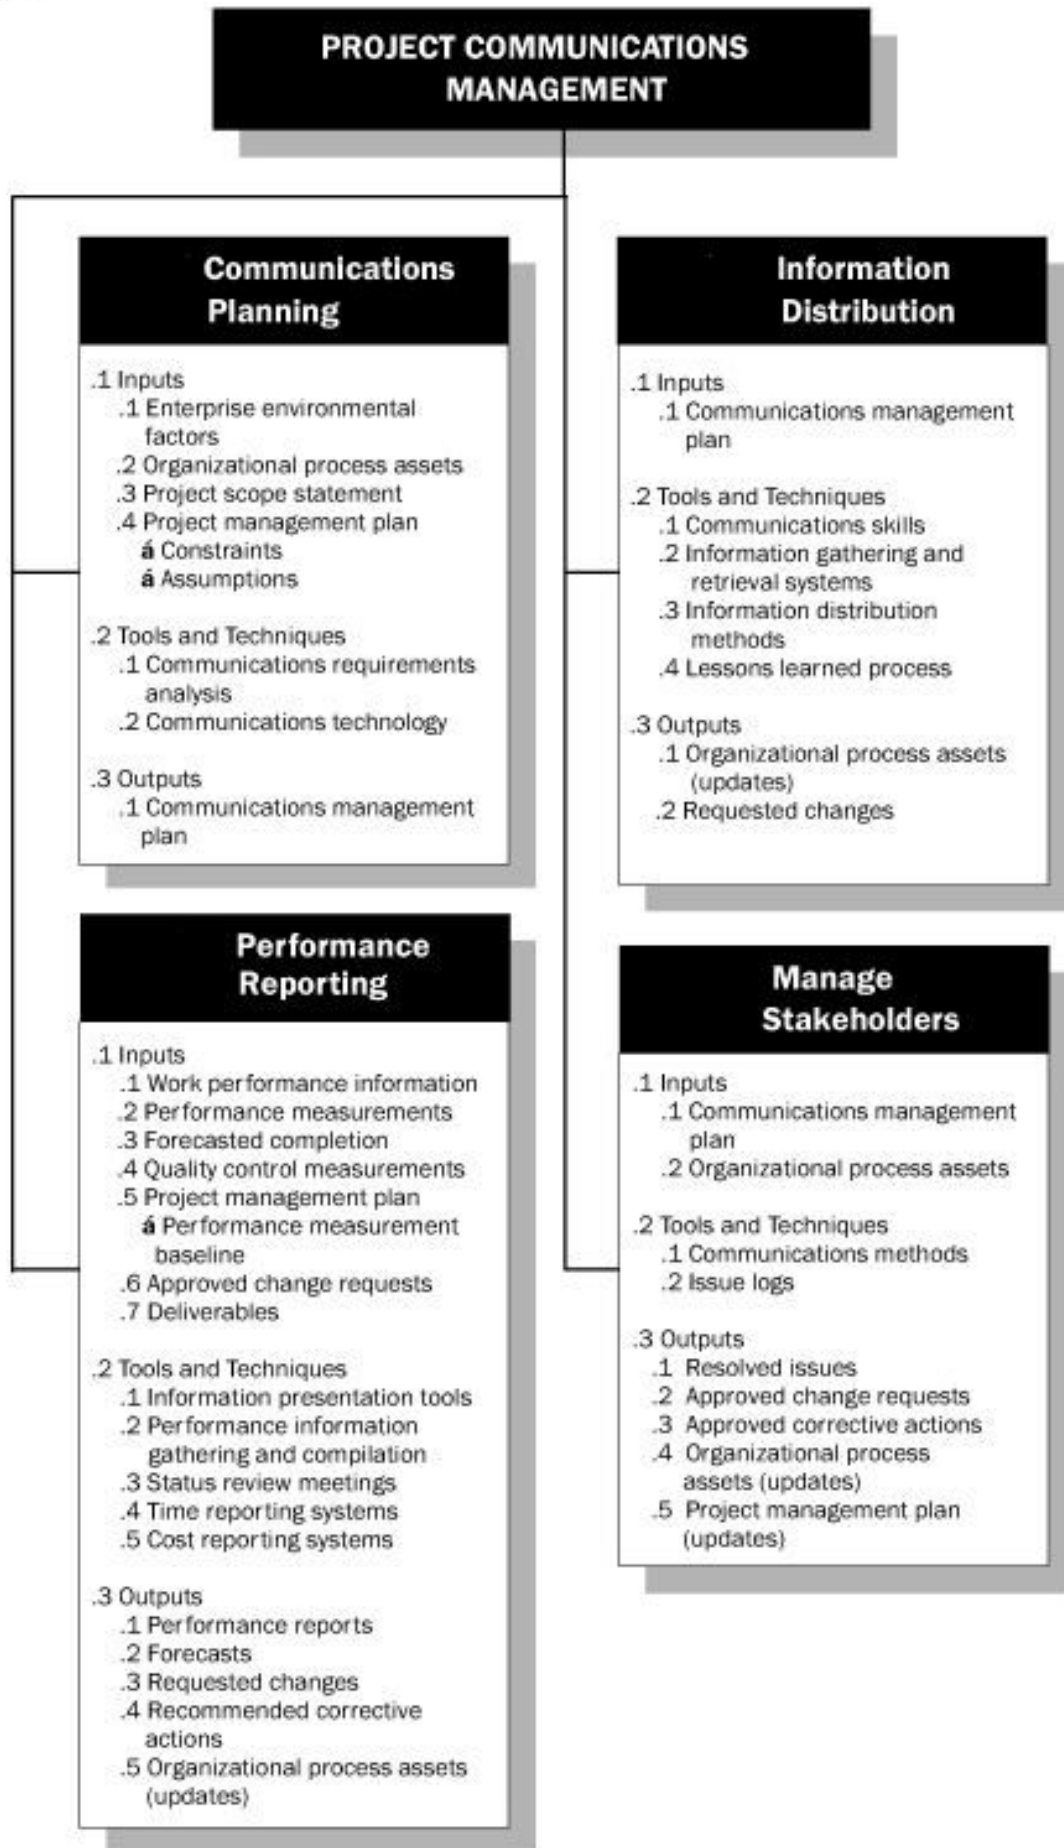 PROJECT COMMUNICATIONS
MANAGEMENT
Communications
Planning
.1 Inputs
.1 Enterprise environmental
factors
.2 Organizational process assets
.3 Project scope statement
.4 Project management plan
á Constraints
á Assumptions
.2 Tools and Techniques
.1 Communications requirements
analysis
.2 Communications technology
.3 Outputs
.1 Communications management
plan
Information
Distribution
.1 Inputs
.1 Communications management
plan
.2 Tools and Techniques
.1 Communications skills
.2 Information gathering and
retrieval systems
.3 Information distribution
methods
.4 Lessons learned process
.3 Outputs
.1 Organizational process assets
(updates)
.2 Requested changes
Performance
Reporting
.1 Inputs
.1 Work performance information
.2 Performance measurements
.3 Forecasted completion
.4 Quality control measurements
.5 Project management plan
á Performance measurement
baseline
.6 Approved change requests
.7 Deliverables
.2 Tools and Techniques
.1 Information presentation tools
.2 Performance information
gathering and compilation
.3 Status review meetings
.4 Time reporting systems
.5 Cost reporting systems
.3 Outputs
.1 Performance reports
.2 Forecasts
.3 Requested changes
.4 Recommended corrective
actions
.5 Organizational process assets
(updates)
Manage
Stakeholders
.1 Inputs
.1 Communications management
plan
.2 Organizational process assets
.2 Tools and Techniques
.1 Communications methods
.2 Issue logs
.3 Outputs
.1 Resolved issues
.2 Approved change requests
.3 Approved corrective actions
.4 Organizational process
assets (updates)
.5 Project management plan
(updates)